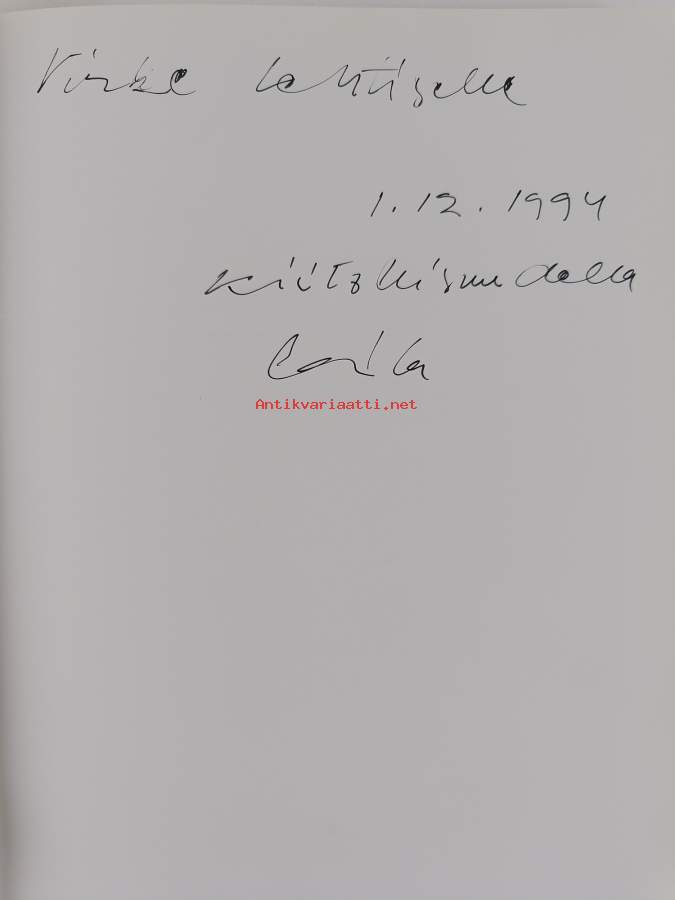 Virke Lehtiselle
1.12.1994
kiitollisuudella
Antikvariaatti.net